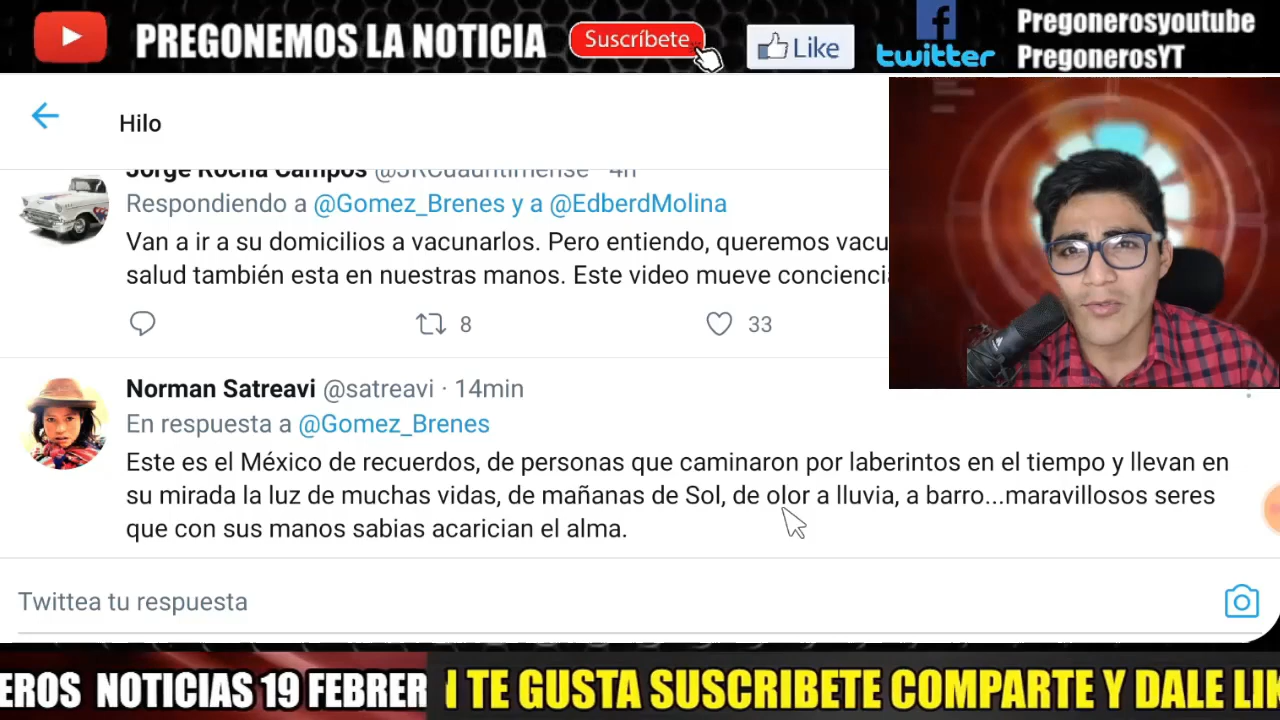 PREGONEMOS LA NOTICIA
Suscríbete
Like
twitter
Pregonerosyoutube
PregonerosYT
Hilo
Jorge Rocha Campos @JRCuautlmense · 4h
Respondiendo a @Gomez_Brenes y a @EdberdMolina
Van a ir a su domicilios a vacunarlos. Pero entiendo, queremos vacu
salud también esta en nuestras manos. Este video mueve concienci
8
33
Norman Satreavi @satreavi · 14min
En respuesta a @Gomez_Brenes
Este es el México de recuerdos, de personas que caminaron por laberintos en el tiempo y llevan en
su mirada la luz de muchas vidas, de mañanas de Sol, de olor a lluvia, a barro...maravillosos seres
que con sus manos sabias acarician el alma.
Twittea tu respuesta
EROS NOTICIAS 19 FEBRER
I TE GUSTA SUSCRIBETE COMPARTE Y DALE LIK